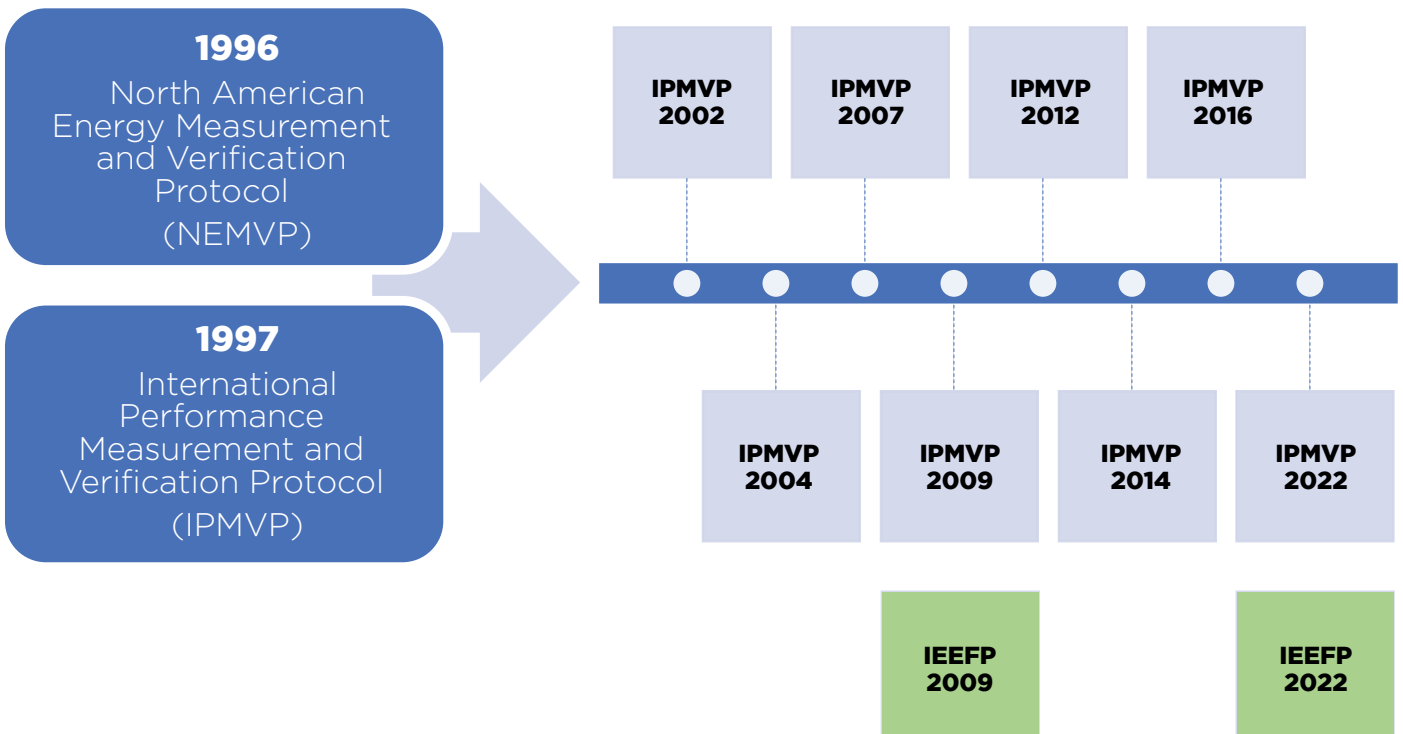 1996
North American
Energy Measurement
and Verification
Protocol
(NEMVP)
1997
International
Performance
Measurement and
Verification Protocol
(IPMVP)
IPMVP
2002
IPMVP
2007
IPMVP
2012
IPMVP
2016
IPMVP
2004
IPMVP
2009
IPMVP
2014
IPMVP
2022
IEEFP
2009
IEEFP
2022